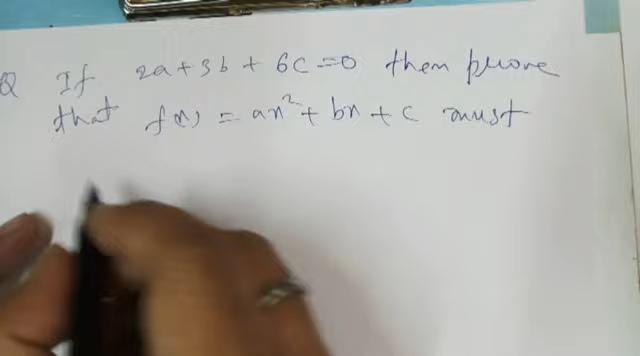 Q If 2a+3b + 6c=0 then prove
that f(x) = ax² + bx + c must